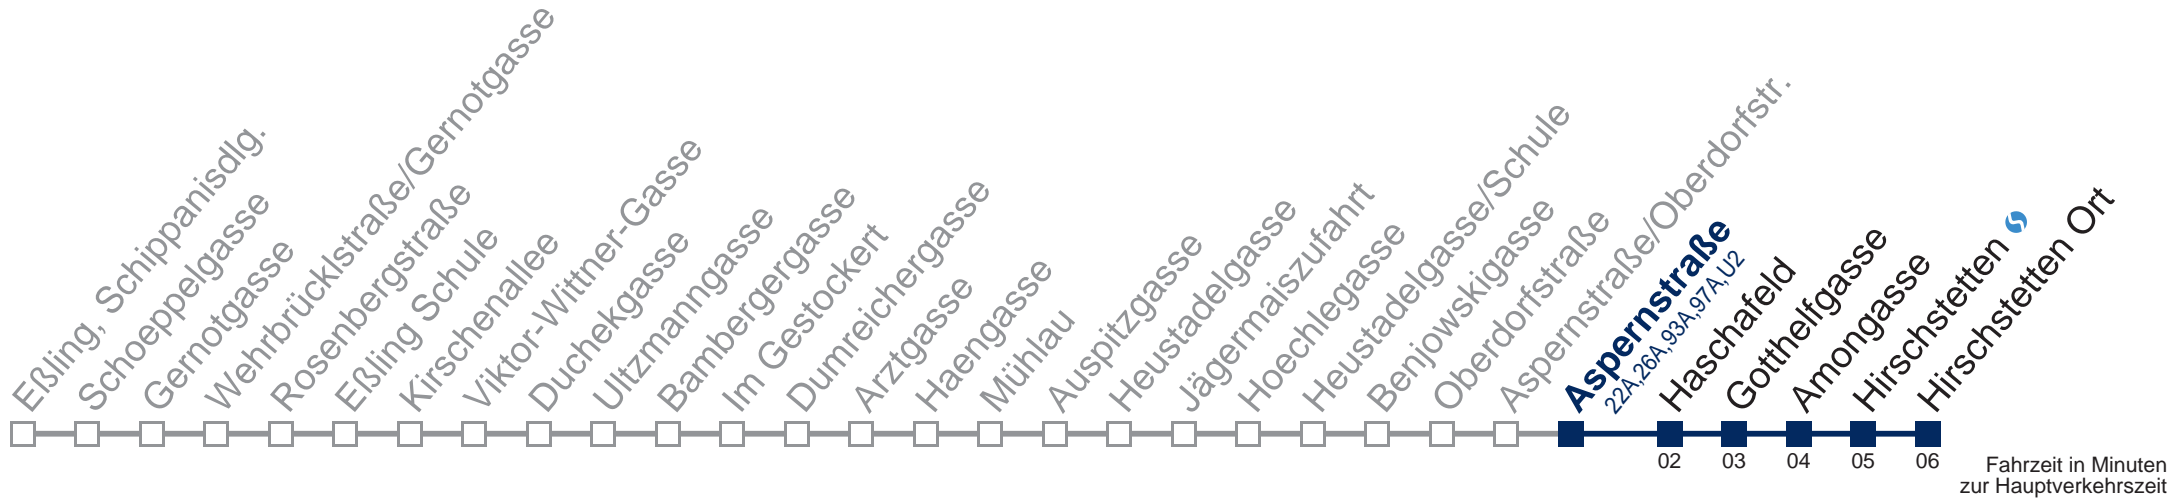 Eßling, Schippanisdlg.
Schoeppelgasse
Gernotgasse
Wehrbrücklstraße/Gernotgasse
Rosenbergstraße
Eßling Schule
Kirschenallee
Viktor-Wittner-Gasse
Duchekgasse
Ultzmanngasse
Bambergergasse
Im Gestockert
Dumreichergasse
Arztgasse
Haengasse
Mühlau
Auspitzgasse
Heustadelgasse
Jägermaiszufahrt
Hoechlegasse
Heustadelgasse/Schule
Benjowskigasse
Oberdorfstraße
Aspernstraße/Oberdorfstr.
Aspernstraße
22A,26A,93A,97A,U2
Haschafeld
Gotthelfgasse
Amongasse
Hirschstetten
Hirschstetten Ort
02 03 04 05 06
Fahrzeit in Minuten
zur Hauptverkehrszeit